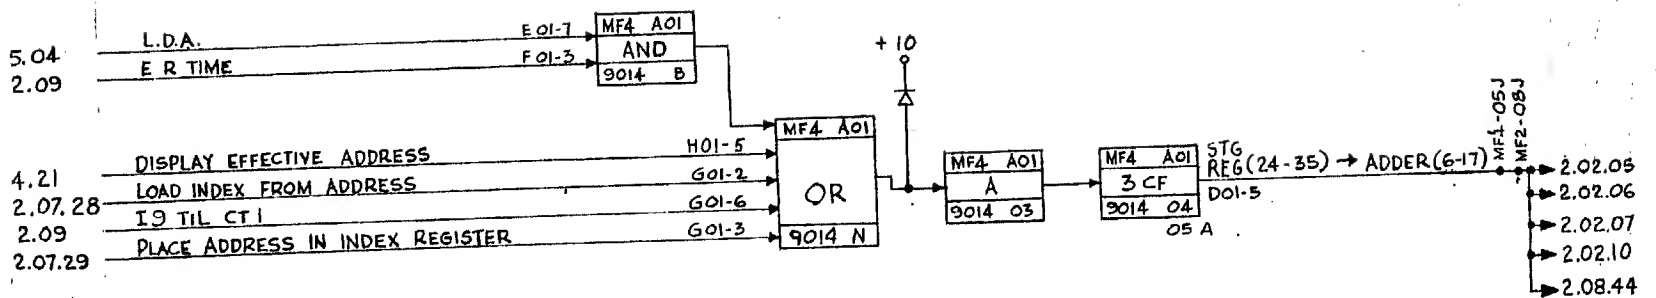 5.04 L.D.A. E01-7
2.09 E R TIME F01-3
MF4 A01
AND
9014 B
4.21 DISPLAY EFFECTIVE ADDRESS H01-5
2.07.28 LOAD INDEX FROM ADDRESS G01-2
2.09 I9 TIL CT 1 G01-6
2.07.29 PLACE ADDRESS IN INDEX REGISTER G01-3
MF4 A01
OR
9014 N
+10
MF4 A01
A
9014 03
MF4 A01
3 CF
9014 04
05 A
STG
REG(24-35) → ADDER(6-17)
D01-5
MF1-05J
MF2-08J
2.02.05
2.02.06
2.02.07
2.02.10
2.08.44